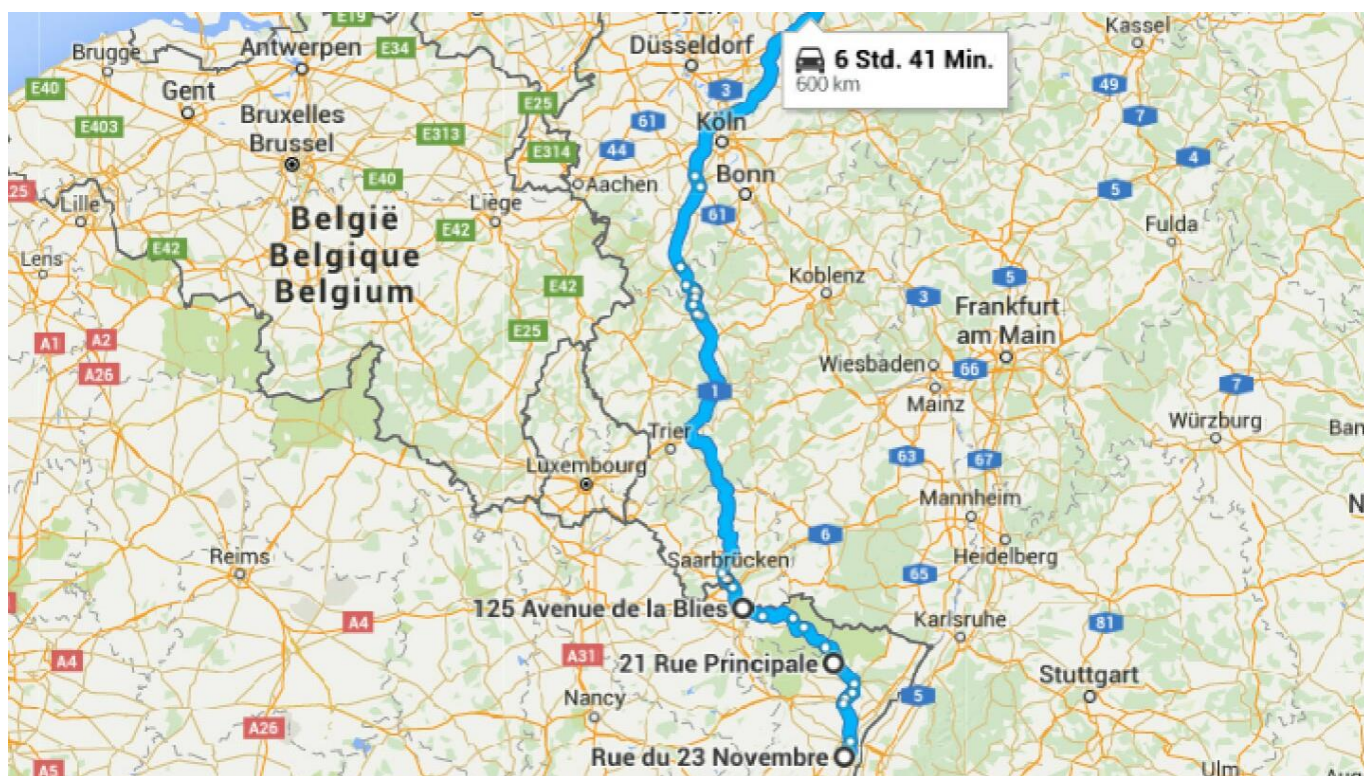 E19
Essen
Brugge
Antwerpen
E34
Düsseldorf
6 Std. 41 Min.
600 km
Kassel
49
E40
Gent
E25
3
7
E403
Bruxelles
Brussel
E313
61
Köln
E314
44
4
25
Lille
E40
Aachen
Bonn
5
België
Belgique
Belgium
Liège
61
Fulda
E42
E42
Lens
E42
Koblenz
3
5
Frankfurt
am Main
A1
A2
E25
A26
Wiesbaden
66
7
1
Mainz
Würzburg
Trier
Ban
Luxembourg
63
67
Mannheim
N
Reims
Saarbrücken
6
Heidelberg
65
125 Avenue de la Blies
Karlsruhe
A4
81
A4
A31
21 Rue Principale
Stuttgart
Nancy
5
A26
Rue du 23 Novembre
A5
Ulm